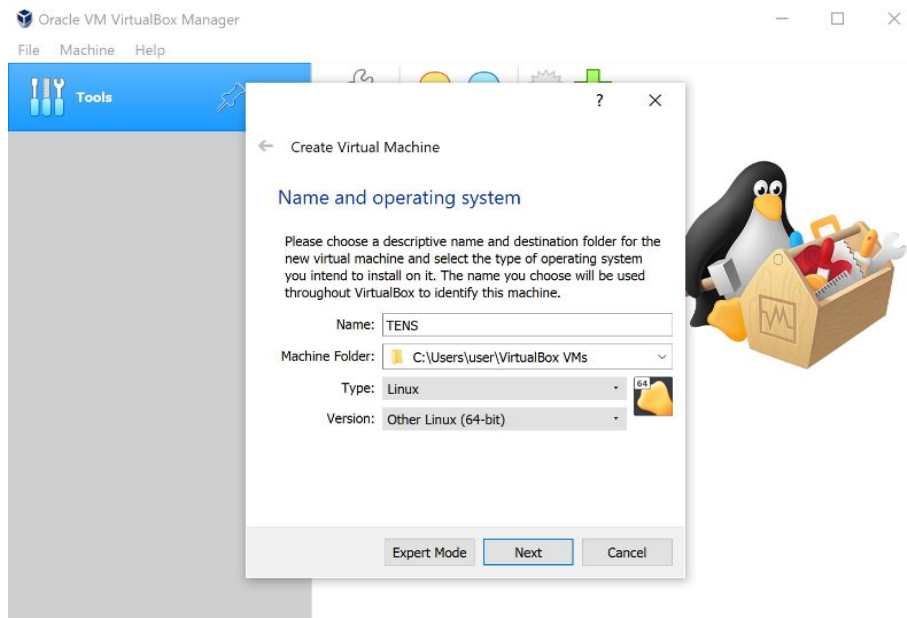 Oracle VM VirtualBox Manager
File Machine Help
Tools
?
Create Virtual Machine
Name and operating system
Please choose a descriptive name and destination folder for the
new virtual machine and select the type of operating system
you intend to install on it. The name you choose will be used
throughout VirtualBox to identify this machine.
Name: TENS
Machine Folder: C:\Users\user\VirtualBox VMs
Type: Linux
64
Version: Other Linux (64-bit)
Expert Mode Next Cancel